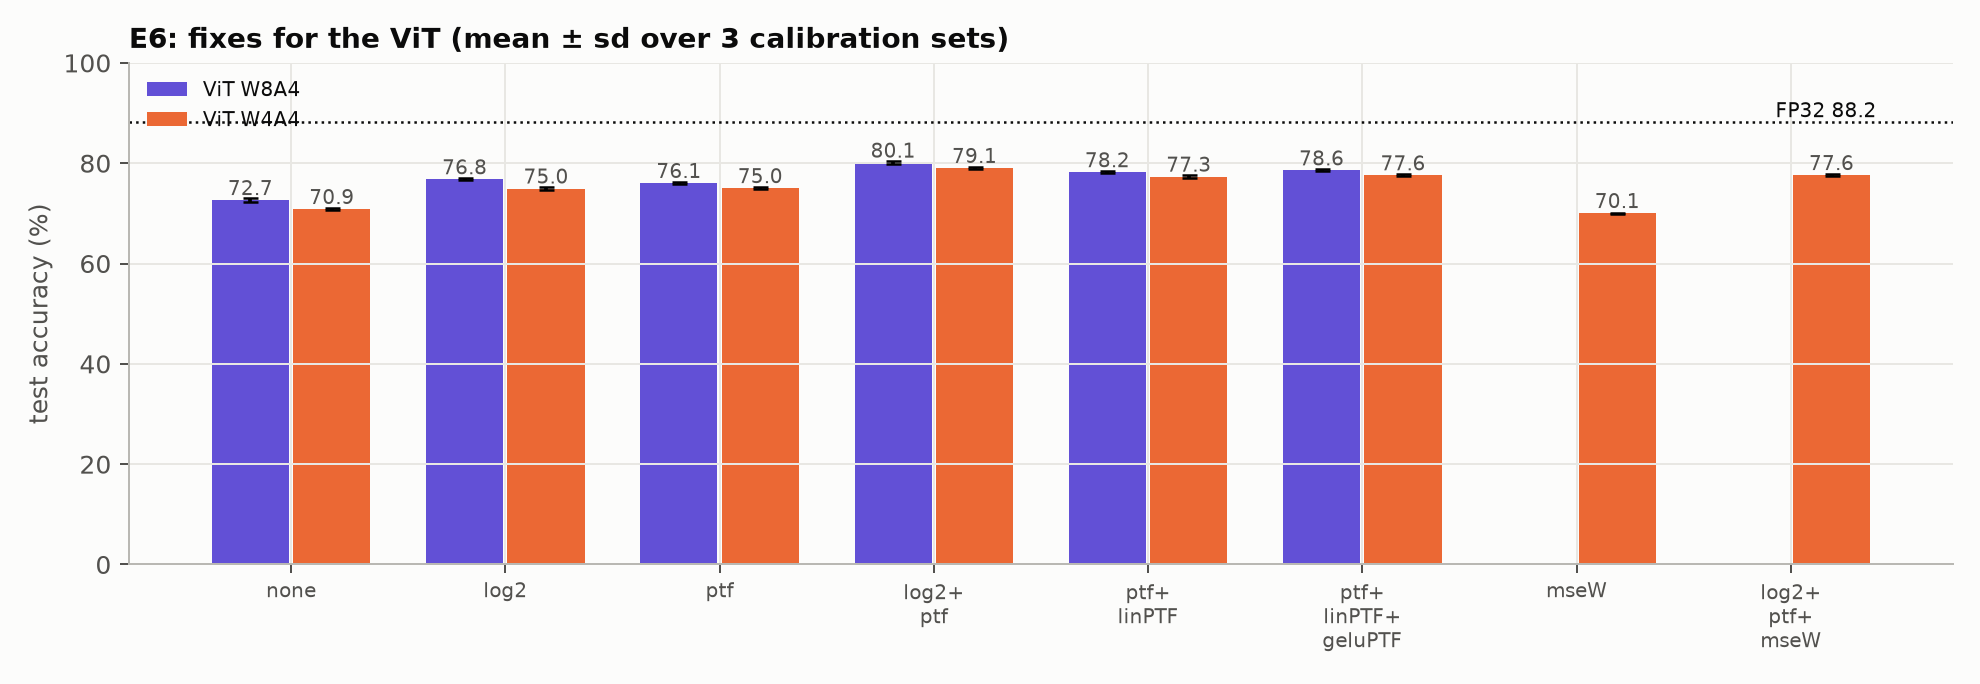 E6: fixes for the ViT (mean ± sd over 3 calibration sets)
test accuracy (%)
100
80
60
40
20
0
ViT W8A4
ViT W4A4
FP32 88.2
72.7
70.9
76.8
75.0
76.1
75.0
80.1
79.1
78.2
77.3
78.6
77.6
70.1
77.6
none
log2
ptf
log2+
ptf
ptf+
linPTF
ptf+
linPTF+
geluPTF
mseW
log2+
ptf+
mseW